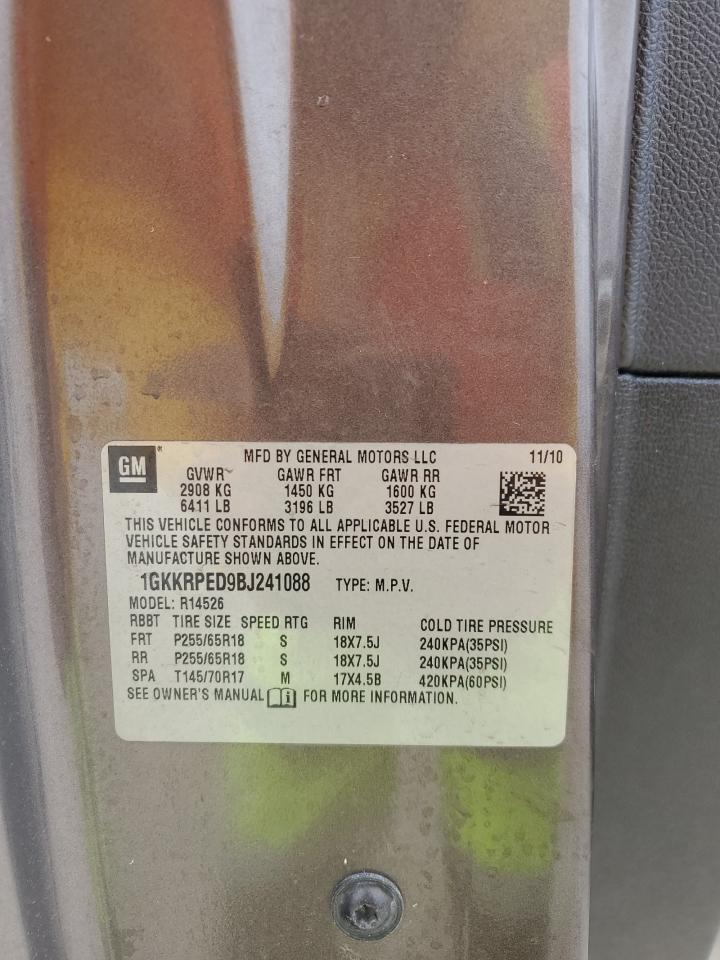 GM
MFD BY GENERAL MOTORS LLC 11/10
GVWR GAWR FRT GAWR RR
2908 KG 1450 KG 1600 KG
6411 LB 3196 LB 3527 LB
THIS VEHICLE CONFORMS TO ALL APPLICABLE U.S. FEDERAL MOTOR
VEHICLE SAFETY STANDARDS IN EFFECT ON THE DATE OF
MANUFACTURE SHOWN ABOVE.
1GKKRPED9BJ241088 TYPE: M.P.V.
MODEL: R14526
RBBT TIRE SIZE SPEED RTG RIM COLD TIRE PRESSURE
FRT P255/65R18 S 18X7.5J 240KPA(35PSI)
RR P255/65R18 S 18X7.5J 240KPA(35PSI)
SPA T145/70R17 M 17X4.5B 420KPA(60PSI)
SEE OWNER'S MANUAL i FOR MORE INFORMATION.